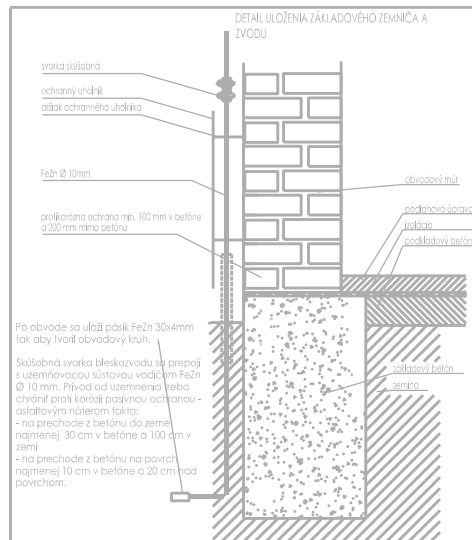 DETAIL ULOŽENIA ZÁKLADOVÉHO ZEMNIČA A
ZVODU
svorka skúšobná
ochranný uholník
držiak ochranného uholníka
FeZn Ø 10mm
obvodový múr
podlahová úprava
izolácia
podkladový betón
protikorózna ochrana min. 100 mm v betóne
a 200 mm mimo betónu
Po obvode sa uloží pásik FeZn 30x4mm
tak aby tvoril obvodový kruh.
Skúšobná svorka bleskozvodu sa prepojí
s uzemňovacou sústavou vodičom FeZn
Ø 10 mm. Prívod od uzemnenia treba
chrániť proti korózii pasívnou ochranou -
asfaltovým náterom takto:
- na prechode z betónu do zeme
najmenej 30 cm v betóne a 100 cm v
zemi
- na prechode z betónu na povrch
najmenej 10 cm v betóne a 20 cm nad
povrchom.
základový betón
zemina